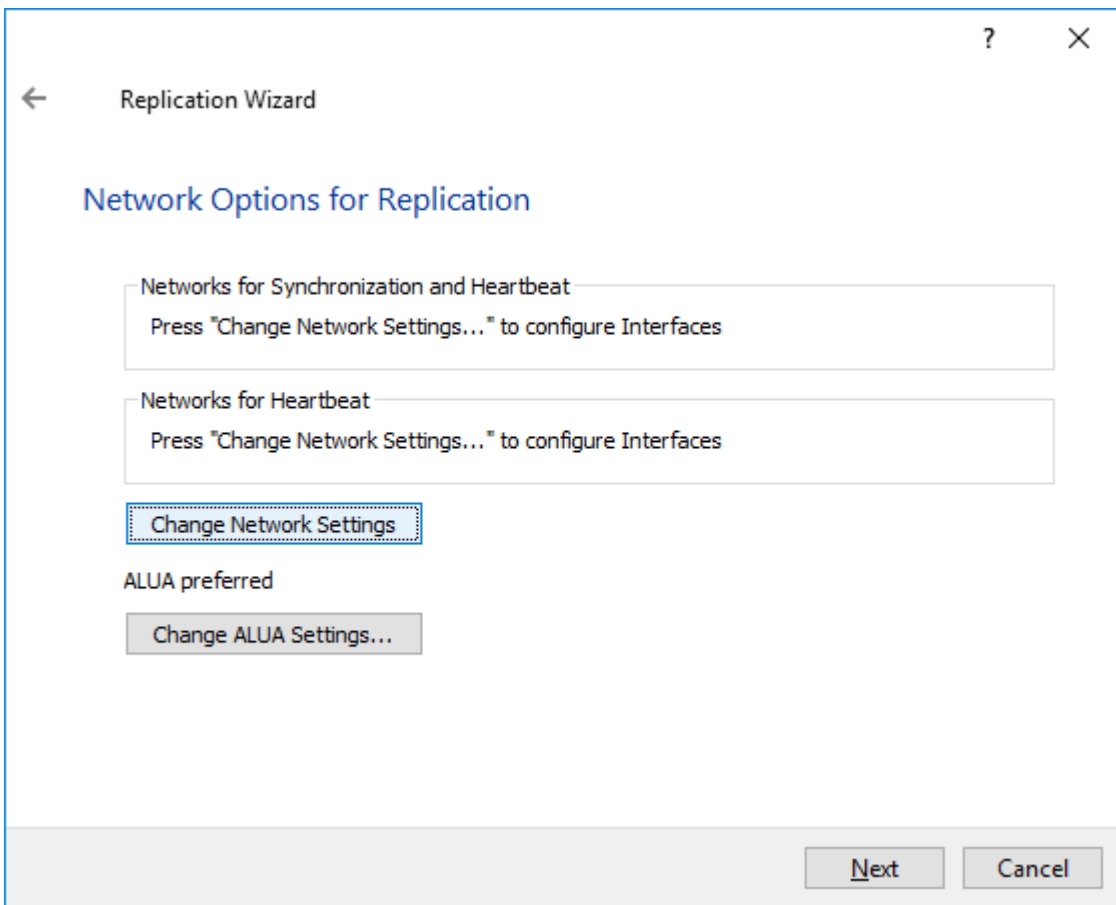 ?
Replication Wizard
Network Options for Replication
Networks for Synchronization and Heartbeat
Press "Change Network Settings..." to configure Interfaces
Networks for Heartbeat
Press "Change Network Settings..." to configure Interfaces
Change Network Settings
ALUA preferred
Change ALUA Settings...
Next
Cancel